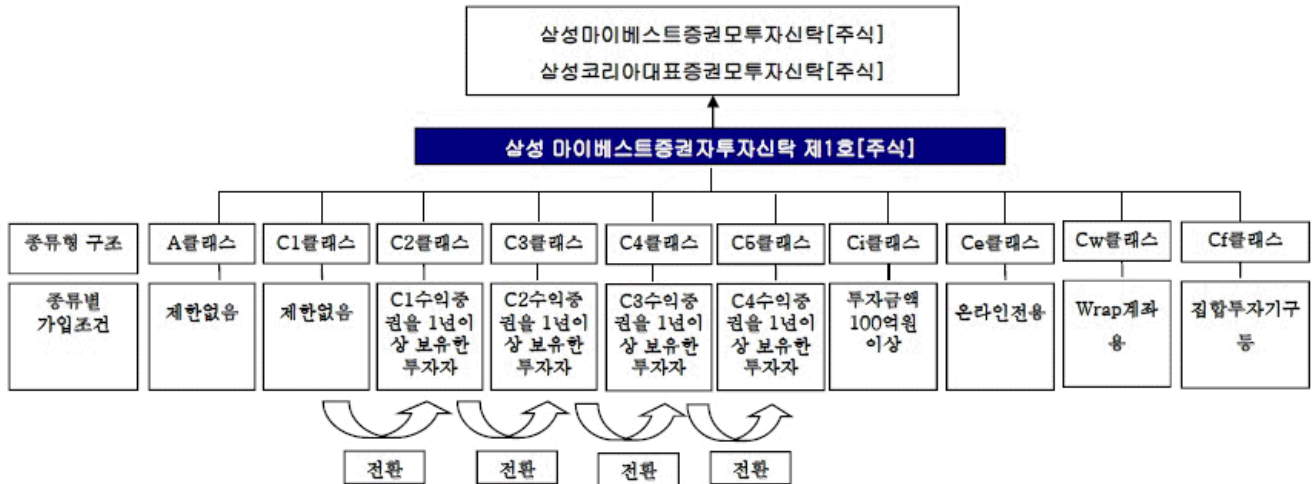 삼성마이베스트증권모투자신탁[주식]
삼성코리아대표증권모투자신탁[주식]
삼성 마이베스트증권자투자신탁 제1호[주식]
종류형 구조
A클래스
C1클래스
C2클래스
C3클래스
C4클래스
C5클래스
Ci클래스
Ce클래스
Cw클래스
Cf클래스
종류별
가입조건
제한없음
제한없음
C1수익증
권을 1년이
상 보유한
투자자
C2수익증
권을 1년이
상 보유한
투자자
C3수익증
권을 1년이
상 보유한
투자자
C4수익증
권을 1년이
상 보유한
투자자
투자금액
100억원
이상
온라인전용
Wrap계좌
용
집합투자기구
등
전환
전환
전환
전환